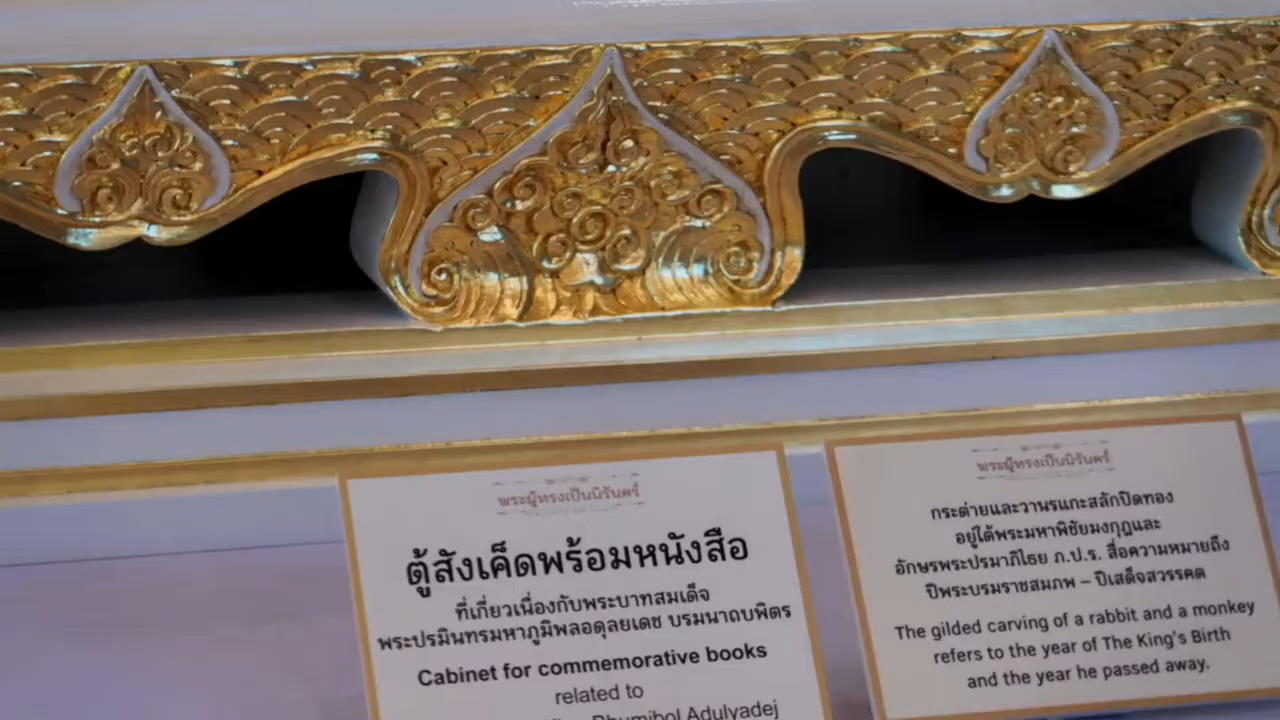 พระผู้ทรงเป็นนิรันดร์
ตู้สังเค็ดพร้อมหนังสือ
ที่เกี่ยวเนื่องกับพระบาทสมเด็จ
พระปรมินทรมหาภูมิพลอดุลยเดช บรมนาถบพิตร
Cabinet for commemorative books
related to
Bhumibol Adulyadej
พระผู้ทรงเป็นนิรันดร์
กระต่ายและวานรแกะสลักปิดทอง
อยู่ใต้พระมหาพิชัยมงกุฎและ
อักษรพระปรมาภิไธย ภ.ป.ร. สื่อความหมายถึง
ปีพระบรมราชสมภพ – ปีเสด็จสวรรคต
The gilded carving of a rabbit and a monkey
refers to the year of The King's Birth
and the year he passed away.